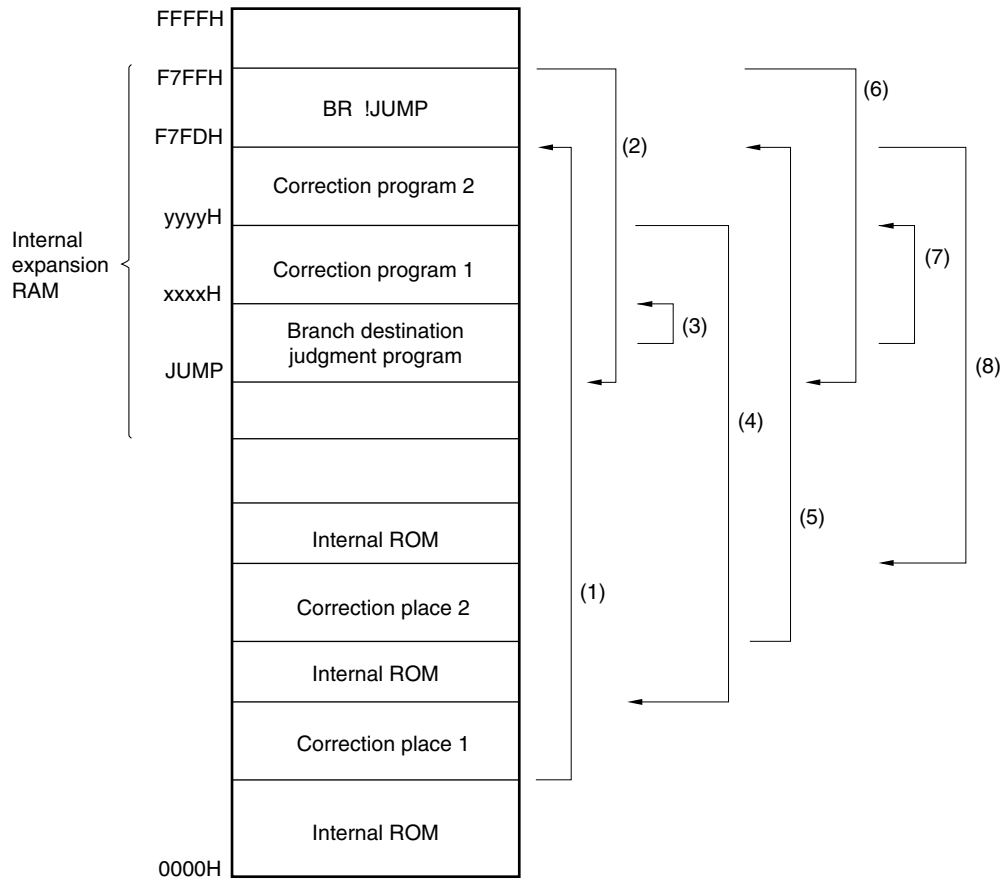 FFFFH
F7FFH
(6)
BR !JUMP
F7FDH
(2)
Correction program 2
yyyyH
Internal
expansion
RAM
Correction program 1
(7)
xxxxH
(3)
Branch destination
judgment program
JUMP
(8)
(4)
(5)
Internal ROM
(1)
Correction place 2
Internal ROM
Correction place 1
Internal ROM
0000H